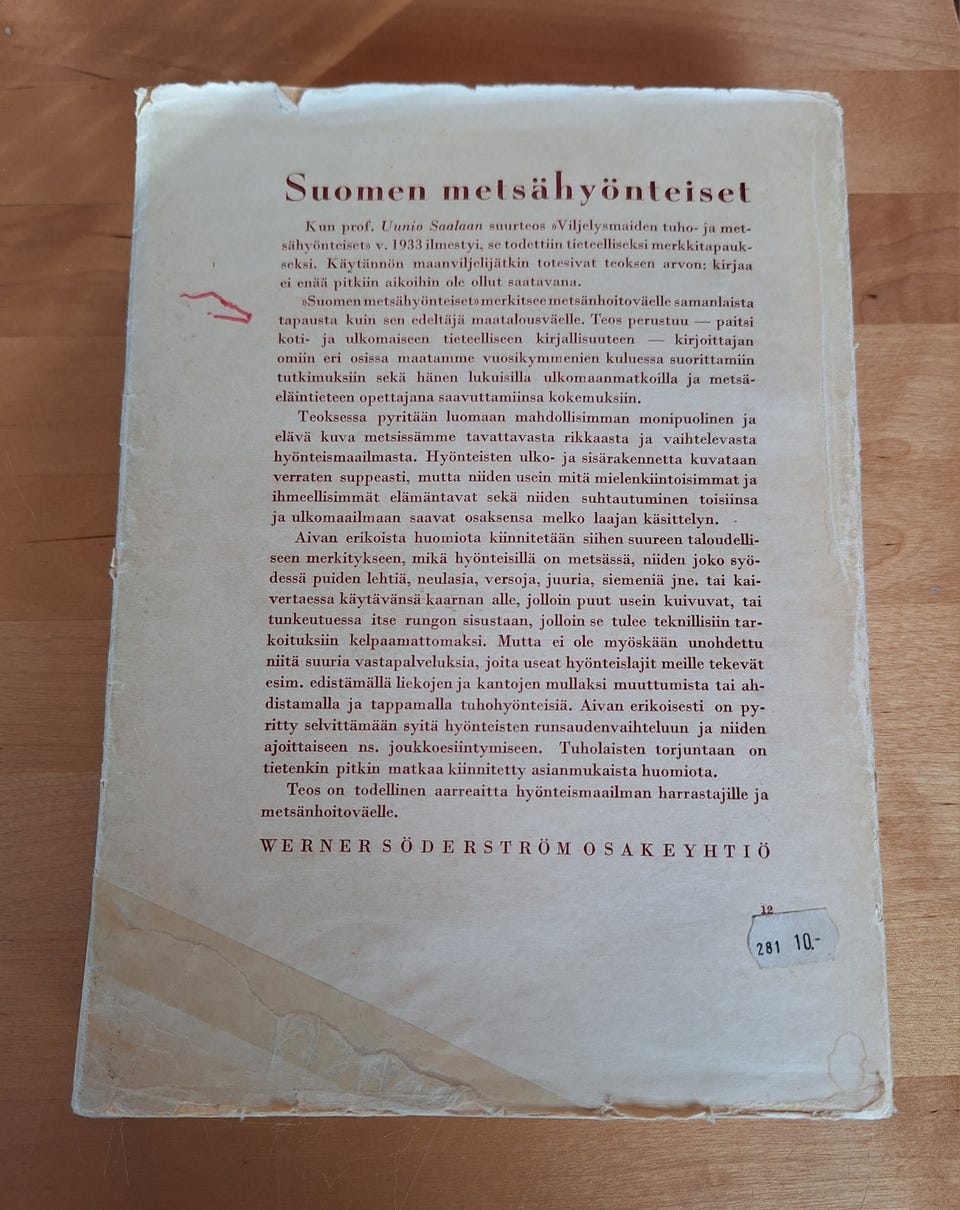 Suomen metsähyönteiset
Kun prof. Uunio Saalaan suurteos »Viljelysmaiden tuho- ja met-
sähyönteiset» v. 1933 ilmestyi, se todettiin tieteelliseksi merkkitapauk-
seksi. Käytännön maanviljelijätkin totesivat teoksen arvon: kirjaa
ei enää pitkiin aikoihin ole ollut saatavana.
»Suomen metsähyönteiset» merkitsee metsänhoitoväelle samanlaista
tapausta kuin sen edeltäjä maatalousväelle. Teos perustuu — paitsi
koti- ja ulkomaiseen tieteelliseen kirjallisuuteen — kirjoittajan
omiin eri osissa maatamme vuosikymmenien kuluessa suorittamiin
tutkimuksiin sekä hänen lukuisilla ulkomaanmatkoilla ja metsä-
eläintieteen opettajana saavuttamiinsa kokemuksiin.
Teoksessa pyritään luomaan mahdollisimman monipuolinen ja
elävä kuva metsissämme tavattavasta rikkaasta ja vaihtelevasta
hyönteismaailmasta. Hyönteisten ulko- ja sisärakennetta kuvataan
verraten suppeasti, mutta niiden usein mitä mielenkiintoisimmat ja
ihmeellisimmät elämäntavat sekä niiden suhtautuminen toisiinsa
ja ulkomaailmaan saavat osaksensa melko laajan käsittelyn.
Aivan erikoista huomiota kiinnitetään siihen suureen taloudelli-
seen merkitykseen, mikä hyönteisillä on metsässä, niiden joko syö-
dessä puiden lehtiä, neulasia, versoja, juuria, siemeniä jne. tai kai-
vertaessa käytävänsä kaarnan alle, jolloin puut usein kuivuvat, tai
tunkeutuessa itse rungon sisustaan, jolloin se tulee teknillisiin tar-
koituksiin kelpaamattomaksi. Mutta ei ole myöskään unohdettu
niitä suuria vastapalveluksia, joita useat hyönteislajit meille tekevät
esim. edistämällä liekojen ja kantojen mullaksi muuttumista tai ah-
distamalla ja tappamalla tuhohyönteisiä. Aivan erikoisesti on py-
ritty selvittämään syitä hyönteisten runsaudenvaihteluun ja niiden
ajoittaiseen ns. joukkoesiintymiseen. Tuholaisten torjuntaan on
tietenkin pitkin matkaa kiinnitetty asianmukaista huomiota.
Teos on todellinen aarreaitta hyönteismaailman harrastajille ja
metsänhoitoväelle.
WERNER SÖDERSTRÖM OSAKEYHTIÖ
12
281 10.-